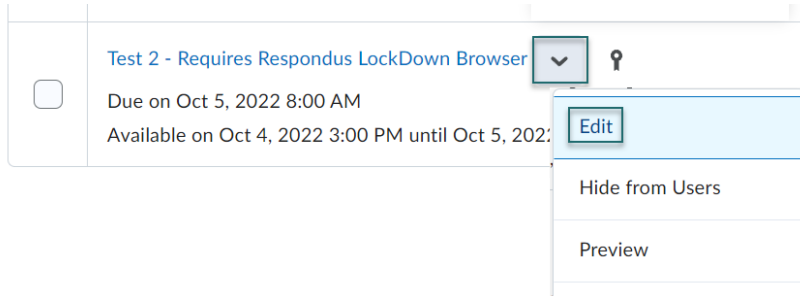 Test 2 - Requires Respondus LockDown Browser
Due on Oct 5, 2022 8:00 AM
Available on Oct 4, 2022 3:00 PM until Oct 5,
Edit
Hide from Users
Preview